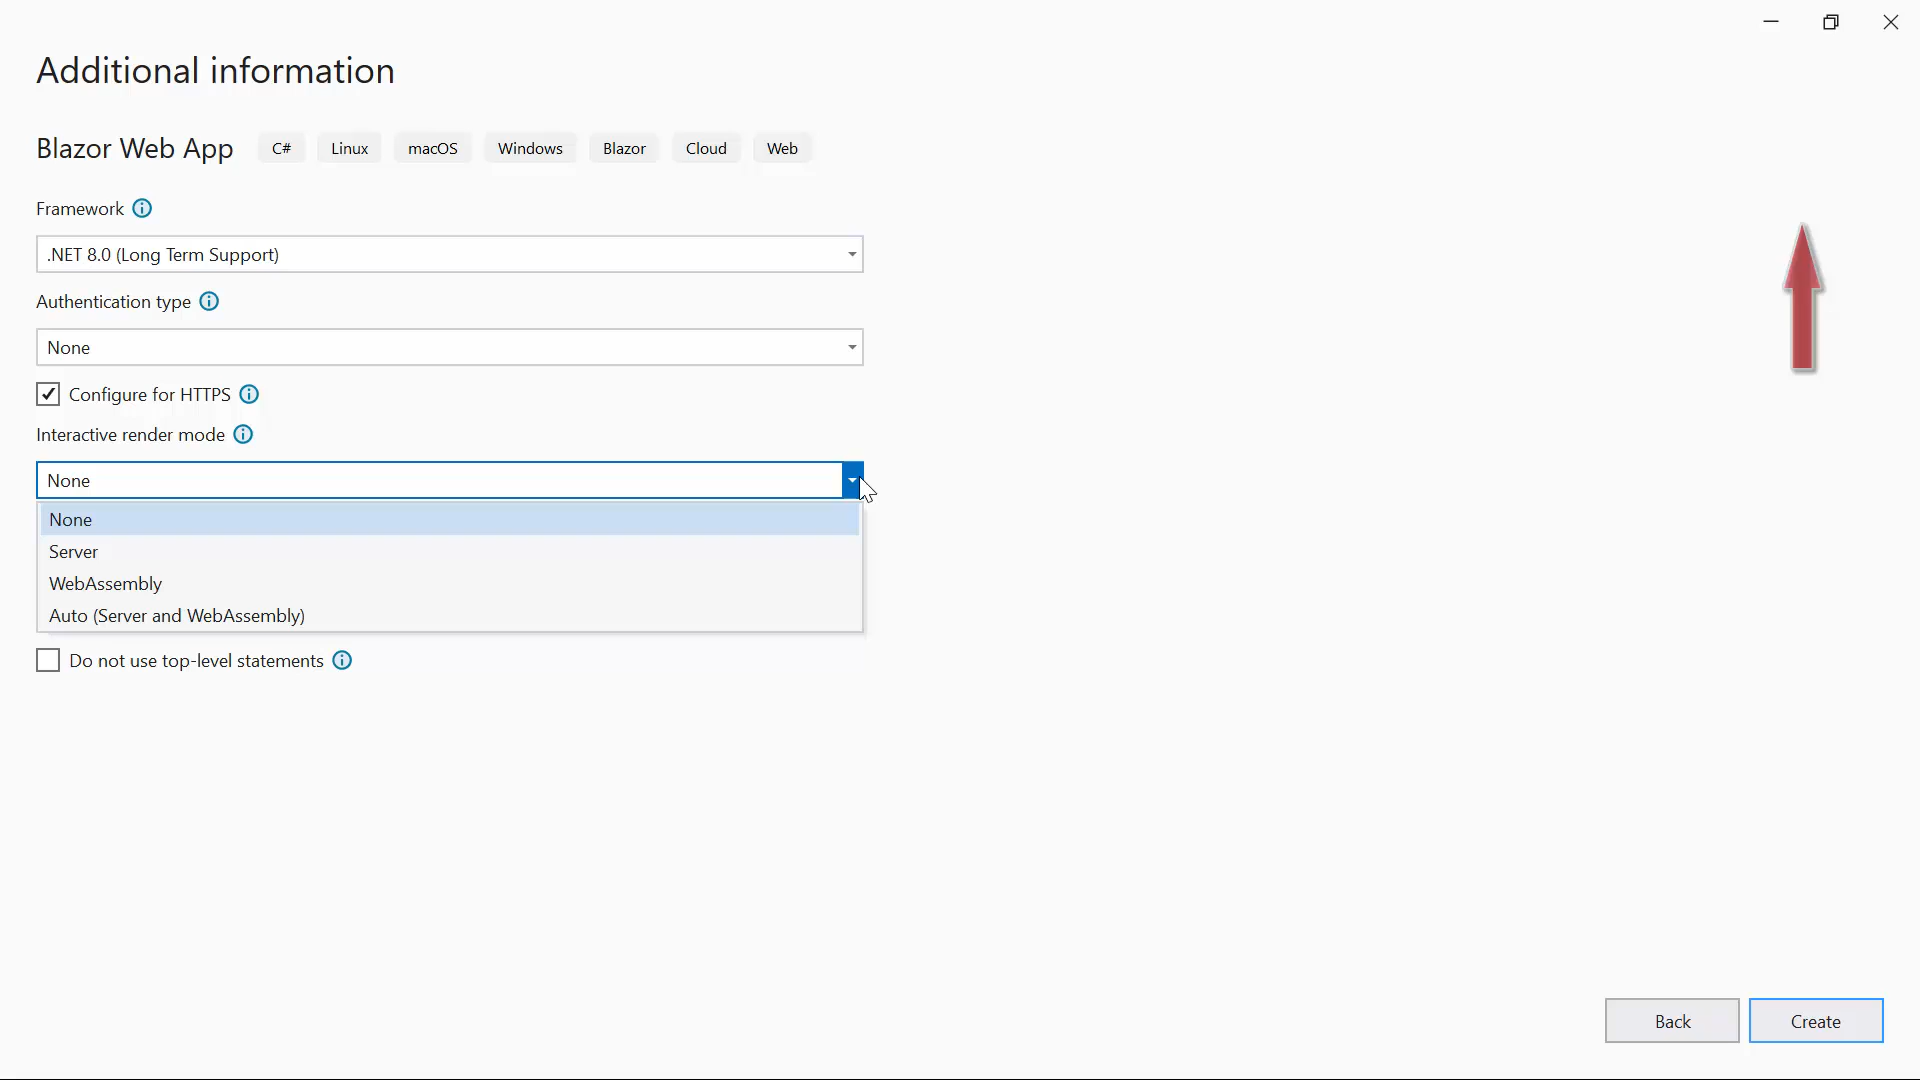 Additional information
Blazor Web App C# Linux macOS Windows Blazor Cloud Web
Framework
.NET 8.0 (Long Term Support)
Authentication type
None
Configure for HTTPS
Interactive render mode
None
None
Server
WebAssembly
Auto (Server and WebAssembly)
Do not use top-level statements
Back Create